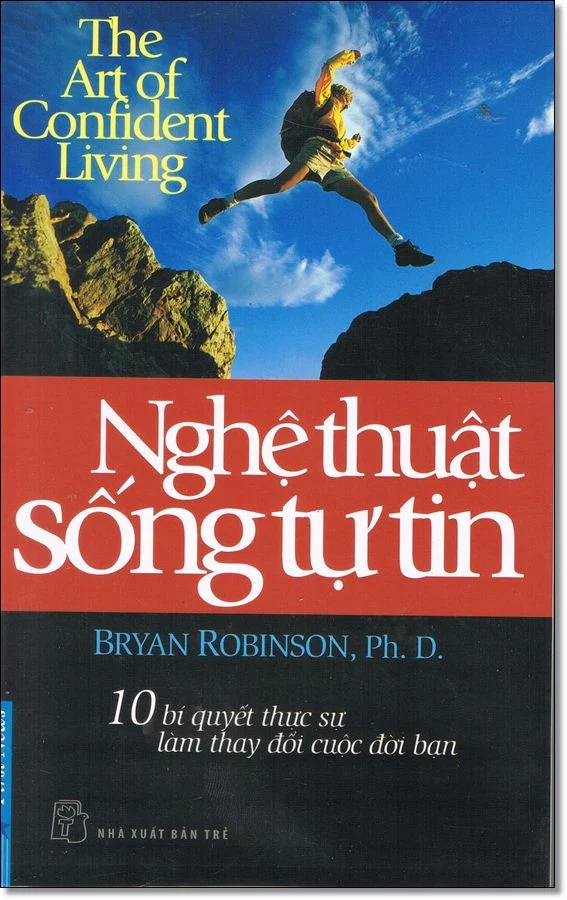 The
Art of
Confident
Living
Nghệ thuật
sống tự tin
BRYAN ROBINSON, Ph. D.
10 bí quyết thực sự
làm thay đổi cuộc đời bạn
NHÀ XUẤT BẢN TRẺ